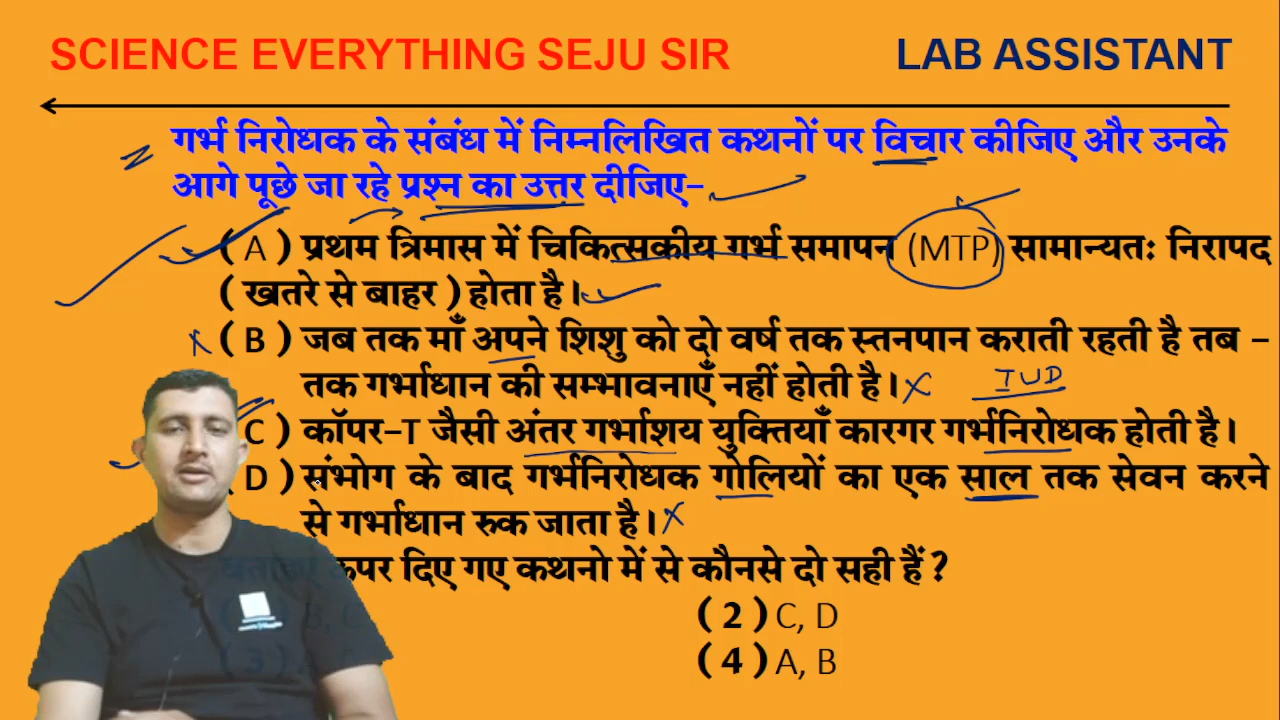 SCIENCE EVERYTHING SEJU SIR LAB ASSISTANT
गर्भ निरोधक के संबंध में निम्नलिखित कथनों पर विचार कीजिए और उनके
आगे पूछे जा रहे प्रश्न का उत्तर दीजिए-
( A ) प्रथम त्रिमास में चिकित्सकीय गर्भ समापन (MTP) सामान्यतः निरापद
( खतरे से बाहर ) होता है।
( B ) जब तक माँ अपने शिशु को दो वर्ष तक स्तनपान कराती रहती है तब -
तक गर्भाधान की सम्भावनाएँ नहीं होती है।
IUD
C ) कॉपर-T जैसी अंतर गर्भाशय युक्तियाँ कारगर गर्भनिरोधक होती है।
( D ) संभोग के बाद गर्भनिरोधक गोलियों का एक साल तक सेवन करने
से गर्भाधान रुक जाता है।
ऊपर दिए गए कथनो में से कौनसे दो सही हैं ?
B, C ( 2 ) C, D
( 3 ) ( 4 ) A, B